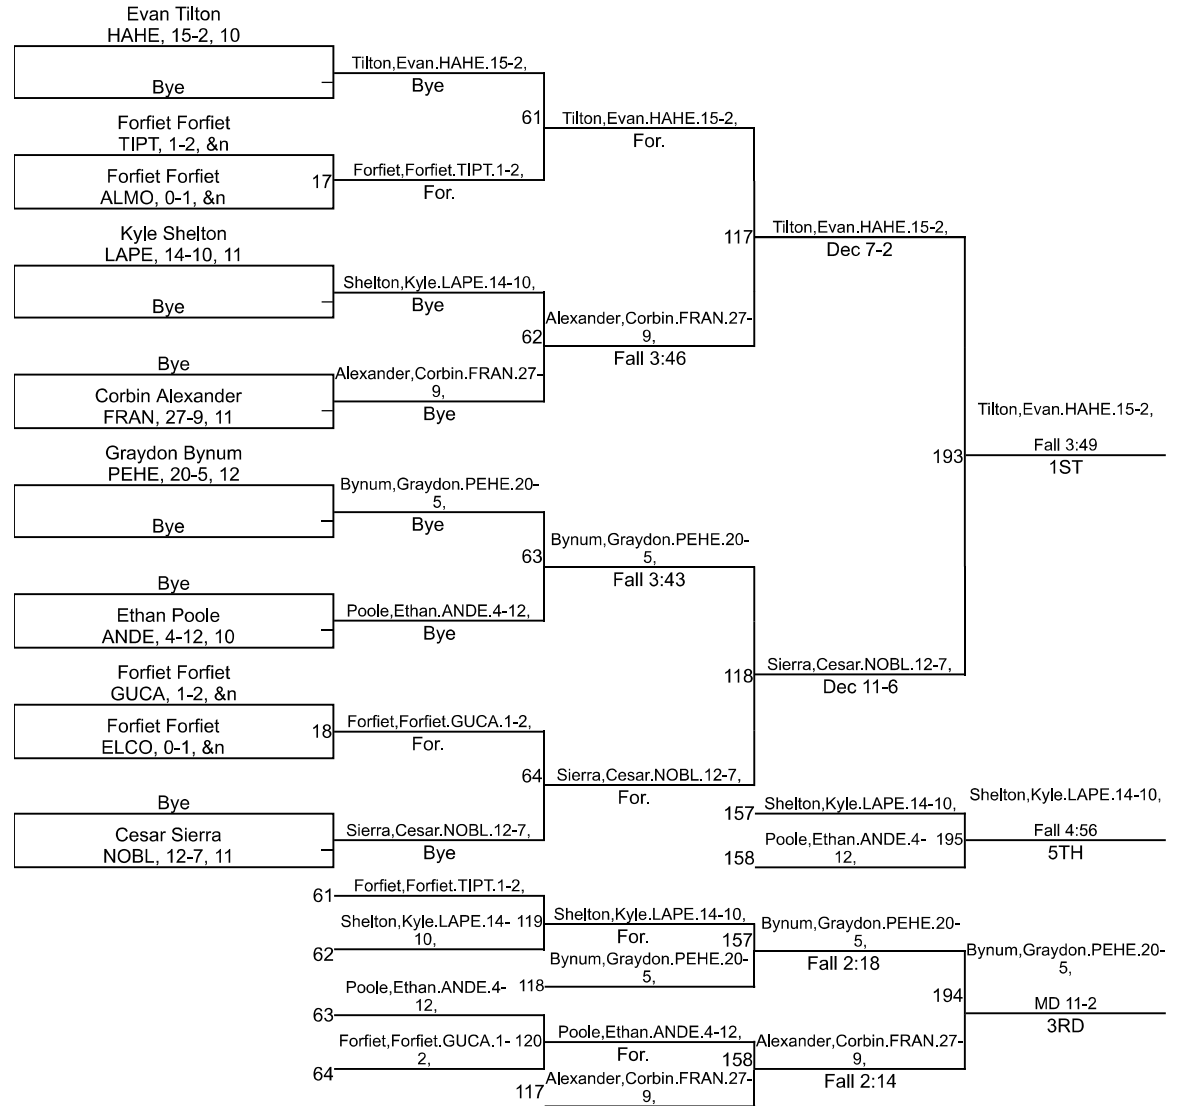 Evan Tilton
HAHE, 15-2, 10
Bye
Tilton,Evan.HAHE.15-2,
Bye
61
Forfiet Forfiet
TIPT, 1-2, &n
Forfiet Forfiet
ALMO, 0-1, &n
17
Forfiet,Forfiet.TIPT.1-2,
For.
Tilton,Evan.HAHE.15-2,
For.
117
Kyle Shelton
LAPE, 14-10, 11
Bye
Shelton,Kyle.LAPE.14-10,
Bye
62
Bye
Corbin Alexander
FRAN, 27-9, 11
Alexander,Corbin.FRAN.27-
9,
Bye
Alexander,Corbin.FRAN.27-
9,
Fall 3:46
Tilton,Evan.HAHE.15-2,
Dec 7-2
193
Graydon Bynum
PEHE, 20-5, 12
Bye
Bynum,Graydon.PEHE.20-
5,
Bye
63
Bye
Ethan Poole
ANDE, 4-12, 10
Poole,Ethan.ANDE.4-12,
Bye
Bynum,Graydon.PEHE.20-
5,
Fall 3:43
118
Forfiet Forfiet
GUCA, 1-2, &n
Forfiet Forfiet
ELCO, 0-1, &n
18
Forfiet,Forfiet.GUCA.1-2,
For.
64
Bye
Cesar Sierra
NOBL, 12-7, 11
Sierra,Cesar.NOBL.12-7,
Bye
Sierra,Cesar.NOBL.12-7,
For.
Sierra,Cesar.NOBL.12-7,
Dec 11-6
Tilton,Evan.HAHE.15-2,
Fall 3:49
1ST
157
Shelton,Kyle.LAPE.14-10,
158
Poole,Ethan.ANDE.4-
12,
195
Shelton,Kyle.LAPE.14-10,
Fall 4:56
5TH
61
Forfiet,Forfiet.TIPT.1-2,
62
Shelton,Kyle.LAPE.14-
10,
119
Shelton,Kyle.LAPE.14-10,
For.
118
Bynum,Graydon.PEHE.20-
5,
157
Bynum,Graydon.PEHE.20-
5,
Fall 2:18
63
Poole,Ethan.ANDE.4-
12,
64
Forfiet,Forfiet.GUCA.1-
2,
120
Poole,Ethan.ANDE.4-12,
For.
117
Alexander,Corbin.FRAN.27-
9,
158
Alexander,Corbin.FRAN.27-
9,
Fall 2:14
194
Bynum,Graydon.PEHE.20-
5,
MD 11-2
3RD